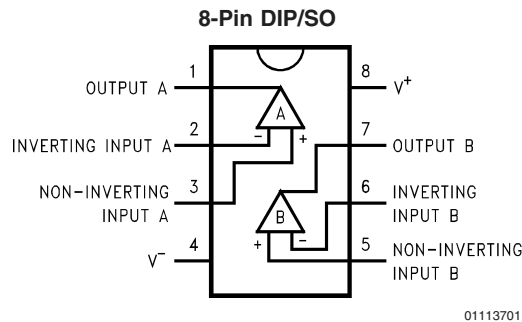 8-Pin DIP/SO
1
OUTPUT A
8
V+
A
- +
2
INVERTING INPUT A
7
OUTPUT B
3
NON-INVERTING
INPUT A
6
INVERTING
INPUT B
B
+ -
4
V-
5
NON-INVERTING
INPUT B
01113701